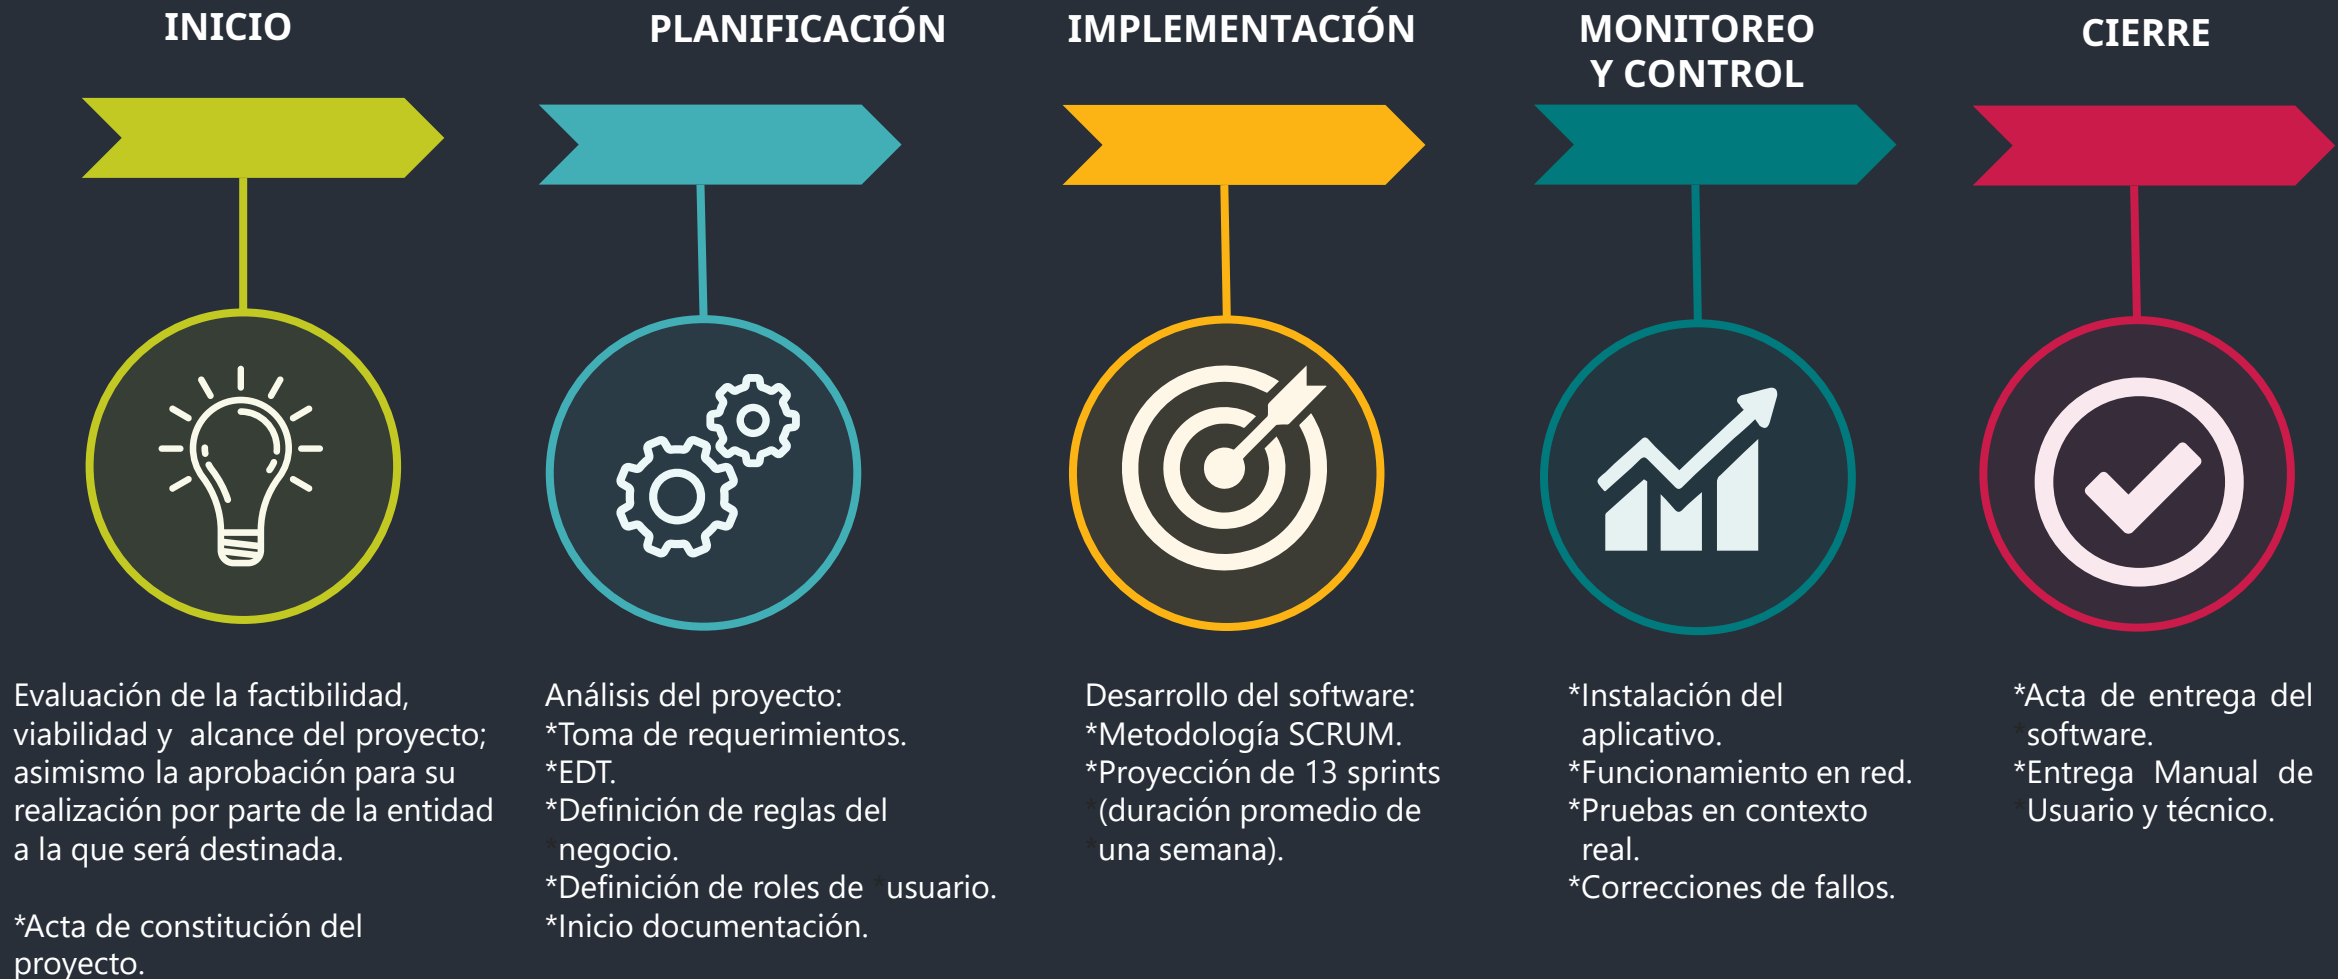 INICIO
Evaluación de la factibilidad,
viabilidad y alcance del proyecto;
asimismo la aprobación para su
realización por parte de la entidad
a la que será destinada.
*Acta de constitución del
proyecto.
PLANIFICACIÓN
Análisis del proyecto:
*Toma de requerimientos.
*EDT.
*Definición de reglas del
*negocio.
*Definición de roles de *usuario.
*Inicio documentación.
IMPLEMENTACIÓN
Desarrollo del software:
*Metodología SCRUM.
*Proyección de 13 sprints
*(duración promedio de
*una semana).
MONITOREO
Y CONTROL
*Instalación del
aplicativo.
*Funcionamiento en red.
*Pruebas en contexto
real.
*Correcciones de fallos.
CIERRE
*Acta de entrega del
*software.
*Entrega Manual de
*Usuario y técnico.